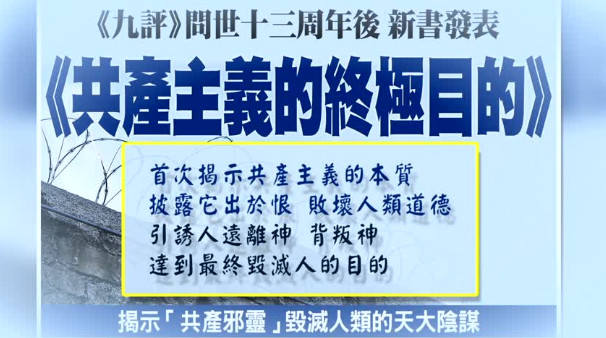 《九評》問世十三周年後 新書發表
《共產主義的終極目的》
首次揭示共產主義的本質
披露它出於恨 敗壞人類道德
引誘人遠離神 背叛神
達到最終毀滅人的目的
揭示「共產邪靈」毀滅人類的天大陰謀